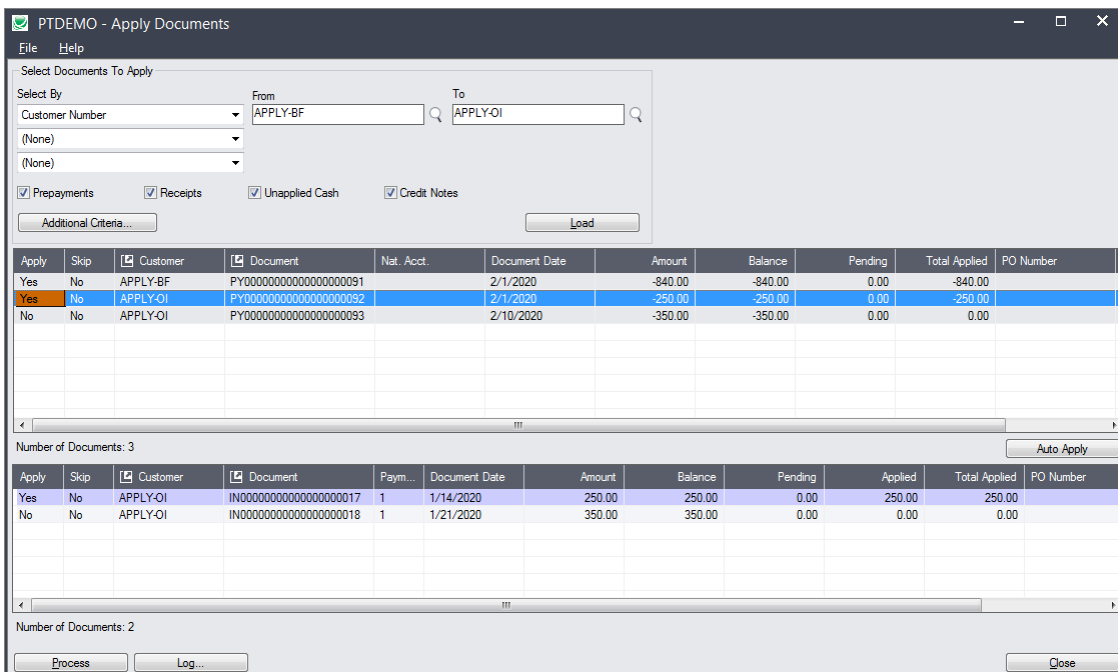 PTDEMO - Apply Documents
File Help
Select Documents To Apply
Select By From To
Customer Number APPLY-BF APPLY-OI
(None)
(None)
Prepayments Receipts Unapplied Cash Credit Notes
Additional Criteria... Load
Apply Skip Customer Document Nat. Acct. Document Date Amount Balance Pending Total Applied PO Number
Yes No APPLY-BF PY00000000000000000091 2/1/2020 -840.00 -840.00 0.00 -840.00
Yes No APPLY-OI PY00000000000000000092 2/1/2020 -250.00 -250.00 0.00 -250.00
No No APPLY-OI PY00000000000000000093 2/10/2020 -350.00 -350.00 0.00 0.00
Number of Documents: 3
Auto Apply
Apply Skip Customer Document Paym... Document Date Amount Balance Pending Applied Total Applied PO Number
Yes No APPLY-OI IN00000000000000000017 1 1/14/2020 250.00 250.00 0.00 250.00 250.00
No No APPLY-OI IN00000000000000000018 1 1/21/2020 350.00 350.00 0.00 0.00 0.00
Number of Documents: 2
Process Log... Close